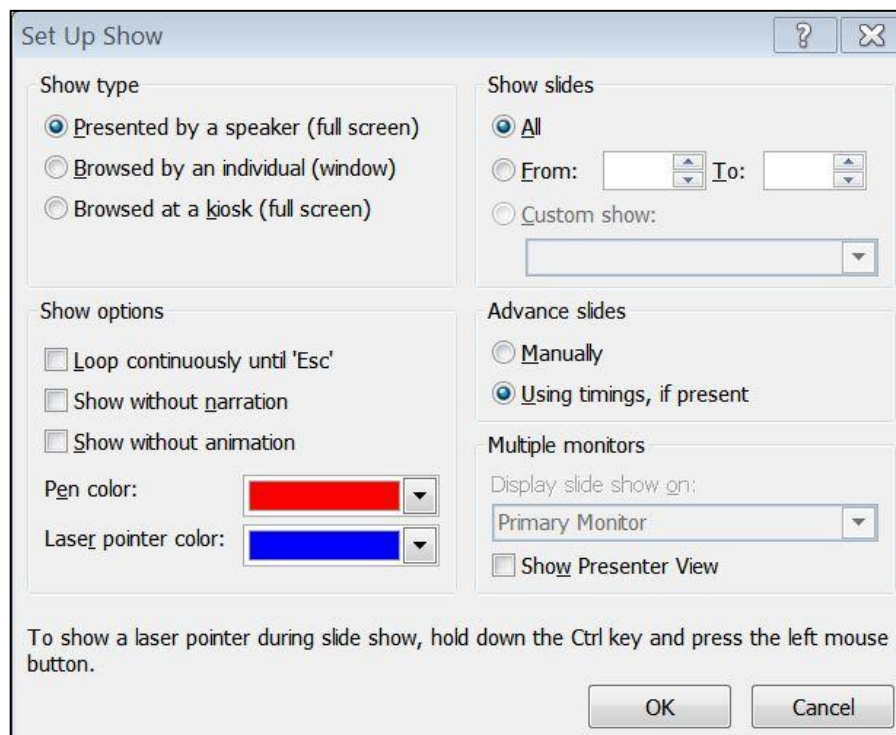 Set Up Show
Show type
Presented by a speaker (full screen)
Browsed by an individual (window)
Browsed at a kiosk (full screen)
Show slides
All
From: To:
Custom show:
Show options
Loop continuously until 'Esc'
Show without narration
Show without animation
Pen color:
Laser pointer color:
Advance slides
Manually
Using timings, if present
Multiple monitors
Display slide show on:
Primary Monitor
Show Presenter View
To show a laser pointer during slide show, hold down the Ctrl key and press the left mouse
button.
OK Cancel